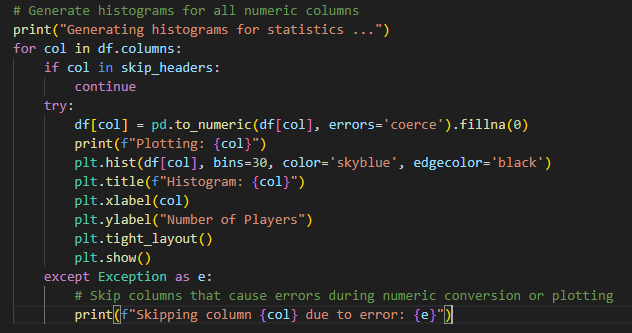 # Generate histograms for all numeric columns
print("Generating histograms for statistics ...")
for col in df.columns:
    if col in skip_headers:
        continue
    try:
        df[col] = pd.to_numeric(df[col], errors='coerce').fillna(0)
        print(f"Plotting: {col}")
        plt.hist(df[col], bins=30, color='skyblue', edgecolor='black')
        plt.title(f"Histogram: {col}")
        plt.xlabel(col)
        plt.ylabel("Number of Players")
        plt.tight_layout()
        plt.show()
    except Exception as e:
        # Skip columns that cause errors during numeric conversion or plotting
        print(f"Skipping column {col} due to error: {e}")